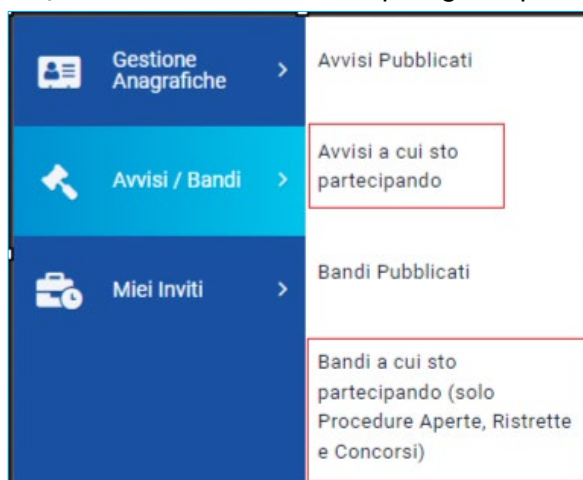 Gestione
Anagrafiche
Avvisi / Bandi
Miei Inviti
Avvisi Pubblicati
Avvisi a cui sto
partecipando
Bandi Pubblicati
Bandi a cui sto
partecipando (solo
Procedure Aperte, Ristrette
e Concorsi)